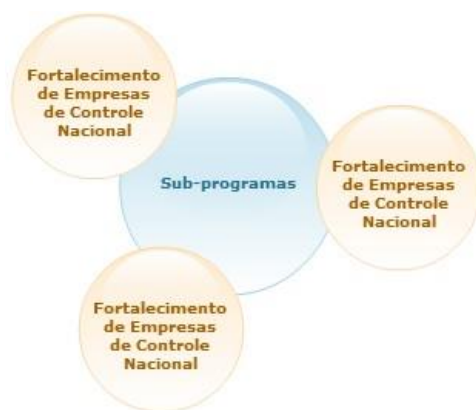 Fortalecimento
de Empresas
de Controle
Nacional
Sub-programas
Fortalecimento
de Empresas
de Controle
Nacional
Fortalecimento
de Empresas
de Controle
Nacional